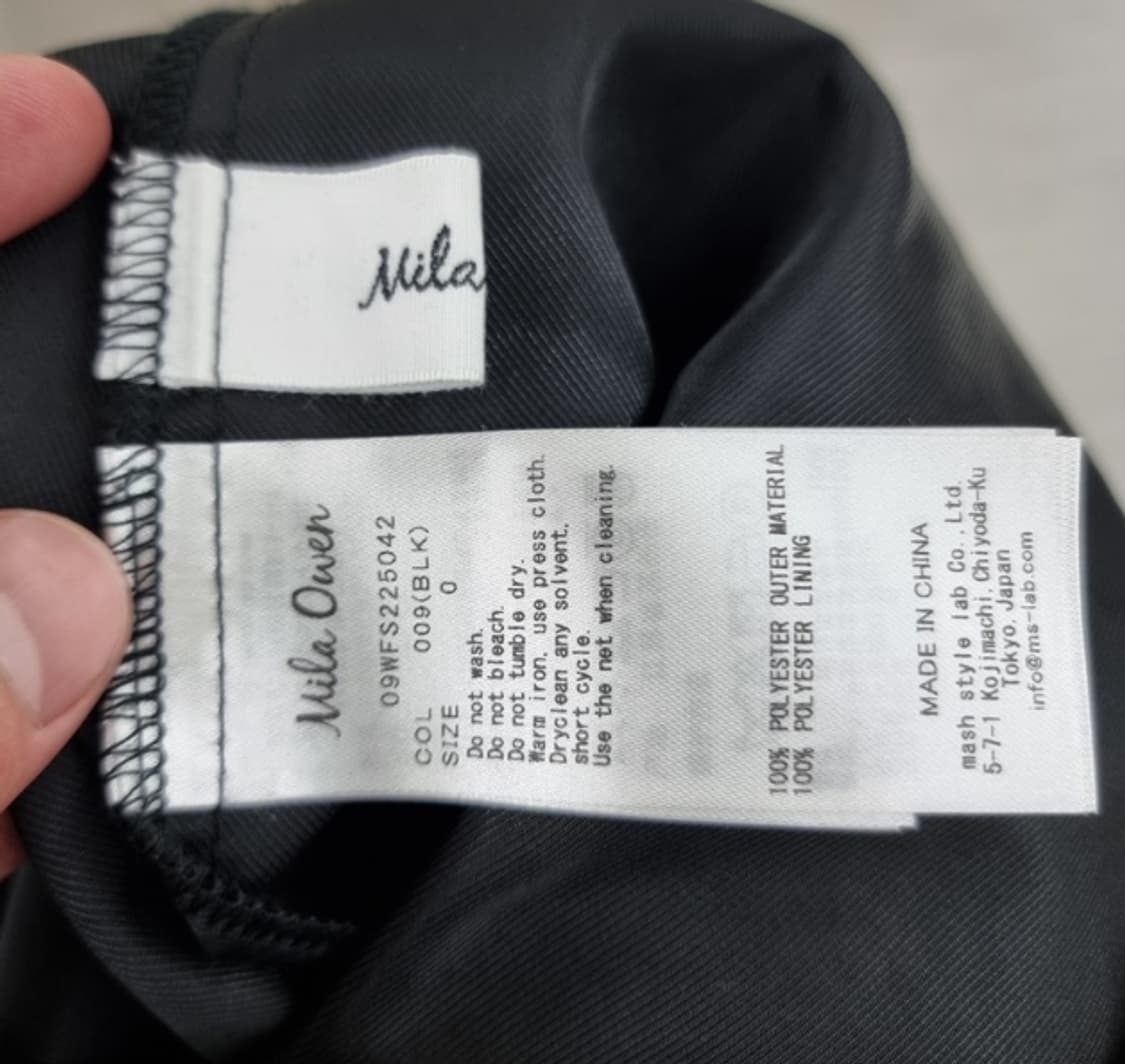 Mila
Mila Owen
09WFS225042
COL 009(BLK)
SIZE 0
Do not wash.
Do not bleach.
Do not tumble dry.
Warm iron, use press cloth.
Dryclean any solvent.
short cycle.
Use the net when cleaning.
100% POLYESTER OUTER MATERIAL
100% POLYESTER LINING
MADE IN CHINA
mash style lab Co., Ltd.
5-7-1 Kojimachi, Chiyoda-Ku
Tokyo, Japan
info@ms-lab.com